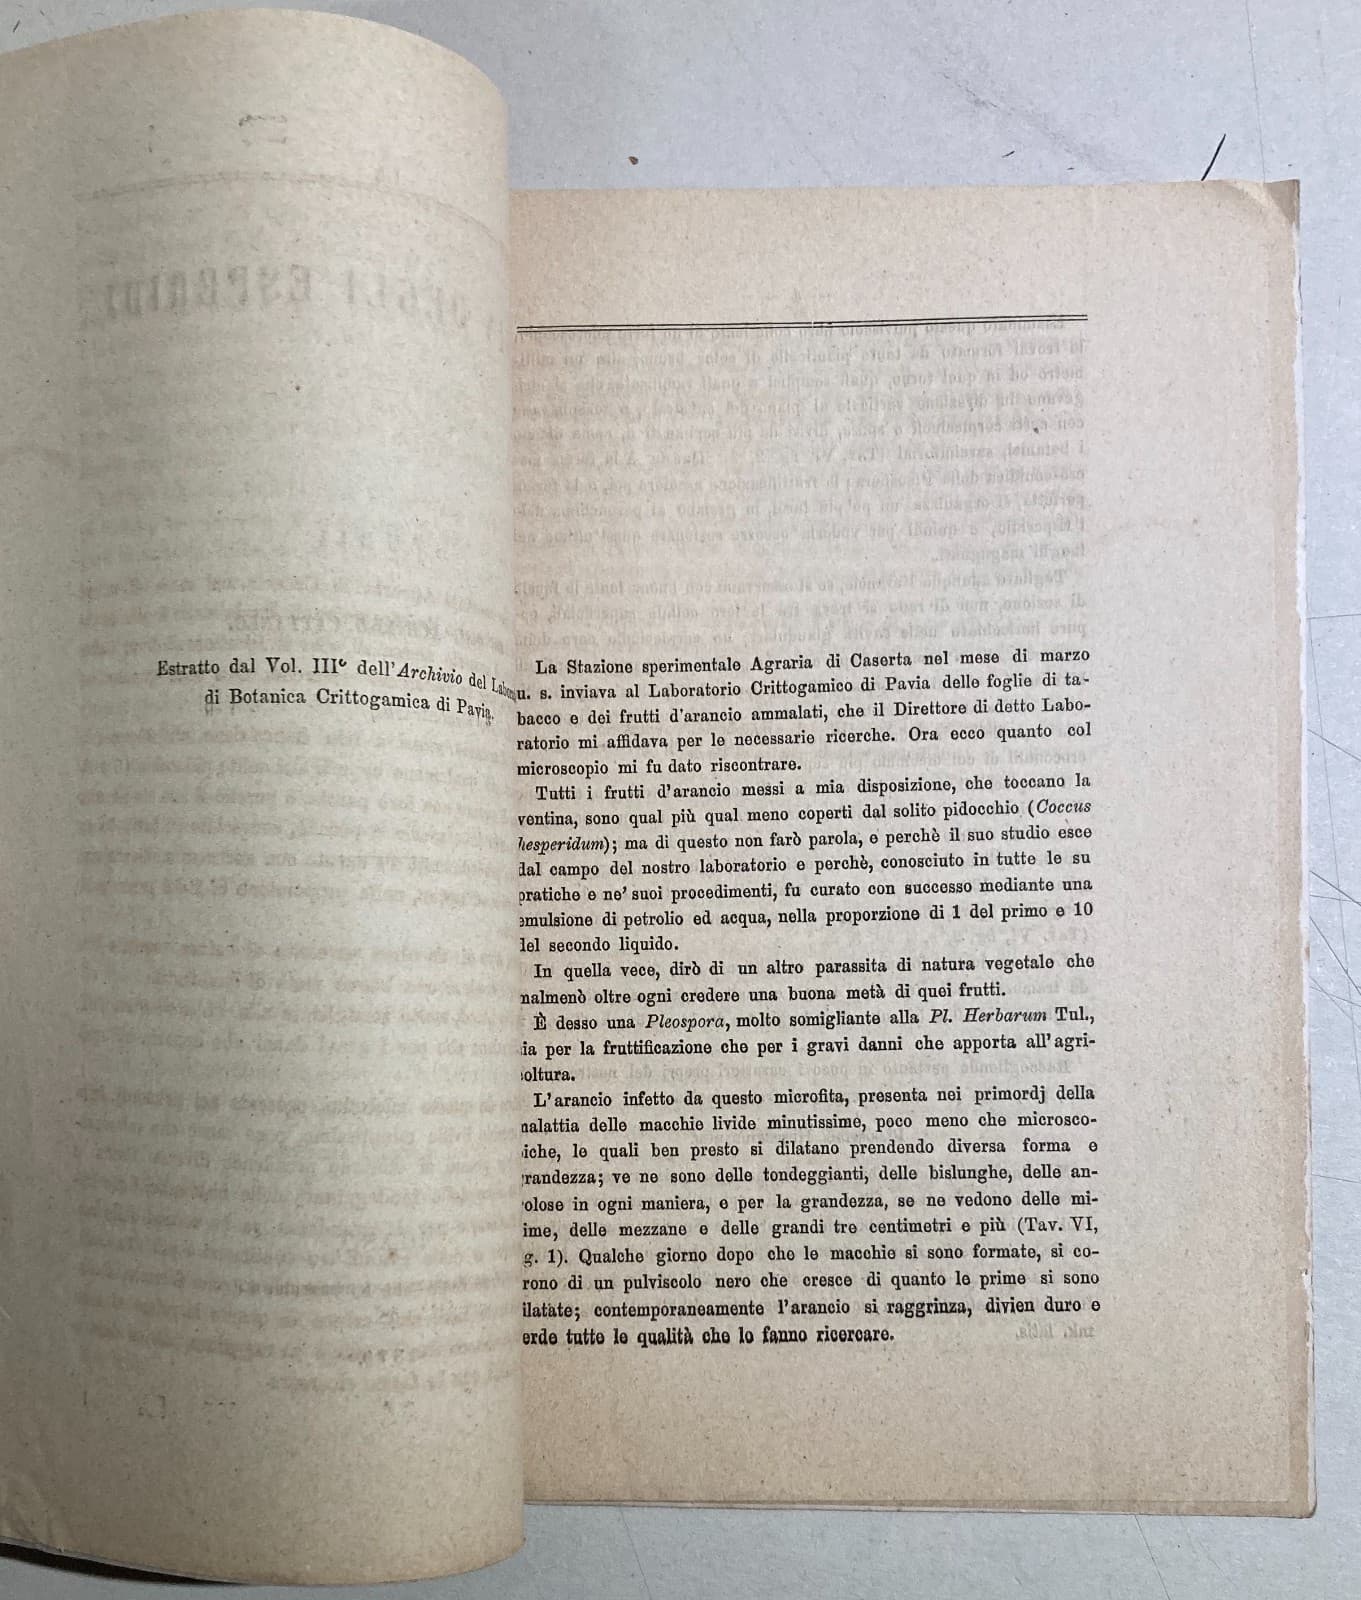 Estratto dal Vol. IIIº dell'Archivio del
di Botanica Crittogamica di Pavia.
La Stazione sperimentale Agraria di Caserta nel mese di marzo
u. s. inviava al Laboratorio Crittogamico di Pavia delle foglie di ta-
bacco e dei frutti d'arancio ammalati, che il Direttore di detto Labo-
ratorio mi affidava per le necessarie ricerche. Ora ecco quanto col
microscopio mi fu dato riscontrare.
Tutti i frutti d'arancio messi a mia disposizione, che toccano la
ventina, sono qual più qual meno coperti dal solito pidocchio (Coccus
hesperidum); ma di questo non farò parola, e perchè il suo studio esce
dal campo del nostro laboratorio e perchè, conosciuto in tutte le su
pratiche e ne' suoi procedimenti, fu curato con successo mediante una
emulsione di petrolio ed acqua, nella proporzione di 1 del primo e 10
del secondo liquido.
In quella vece, dirò di un altro parassita di natura vegetale che
malmenò oltre ogni credere una buona metà di quei frutti.
È desso una Pleospora, molto somigliante alla Pl. Herbarum Tul.,
ia per la fruttificazione che per i gravi danni che apporta all'agri-
oltura.
L'arancio infetto da questo microfita, presenta nei primordj della
malattia delle macchie livide minutissime, poco meno che microsco-
iche, le quali ben presto si dilatano prendendo diversa forma e
randezza; ve ne sono delle tondeggianti, delle bislunghe, delle an-
olose in ogni maniera, e per la grandezza, se ne vedono delle mi-
ime, delle mezzane e delle grandi tre centimetri e più (Tav. VI,
g. 1). Qualche giorno dopo che le macchie si sono formate, si co-
rono di un pulviscolo nero che cresce di quanto le prime si sono
ilatate; contemporaneamente l'arancio si raggrinza, divien duro e
erde tutte le qualità che lo fanno ricercare.